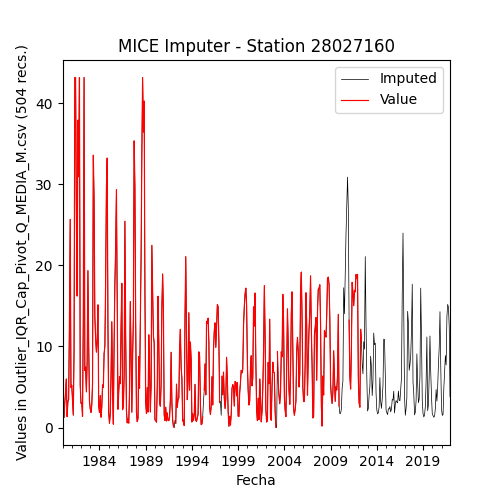 MICE Imputer - Station 28027160
Values in Outlier_IQR_Cap_Pivot_Q_MEDIA_M.csv (504 recs.)
Imputed
Value
40
30
20
10
0
1984 1989 1994 1999 2004 2009 2014 2019
Fecha